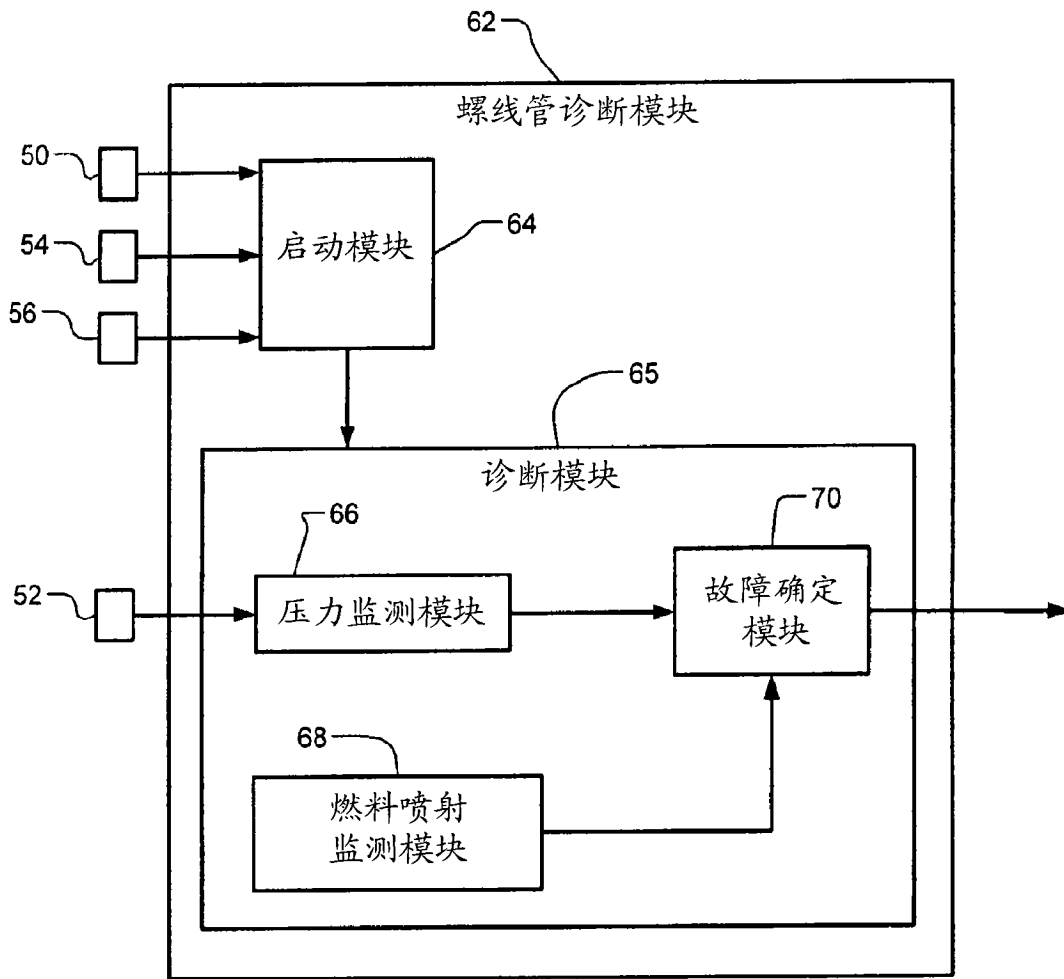 62
螺线管诊断模块
50
54
56
启动模块
64
65
诊断模块
66
70
52
压力监测模块
故障确定
模块
68
燃料喷射
监测模块